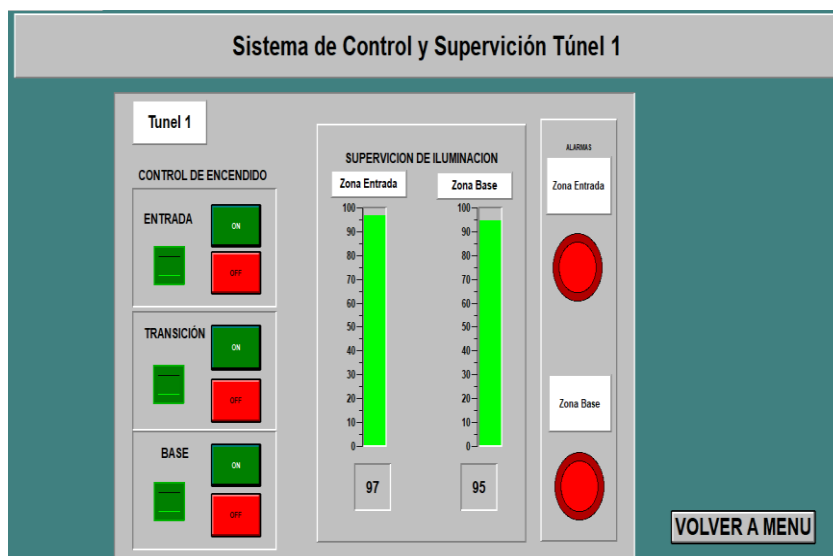 Sistema de Control y Supervición Túnel 1
Tunel 1
CONTROL DE ENCENDIDO
ENTRADA
ON
OFF
TRANSICIÓN
ON
OFF
BASE
ON
OFF
SUPERVICION DE ILUMINACION
Zona Entrada
100
90
80
70
60
50
40
30
20
10
0
97
Zona Base
100
90
80
70
60
50
40
30
20
10
0
95
ALARMAS
Zona Entrada
Zona Base
VOLVER A MENU